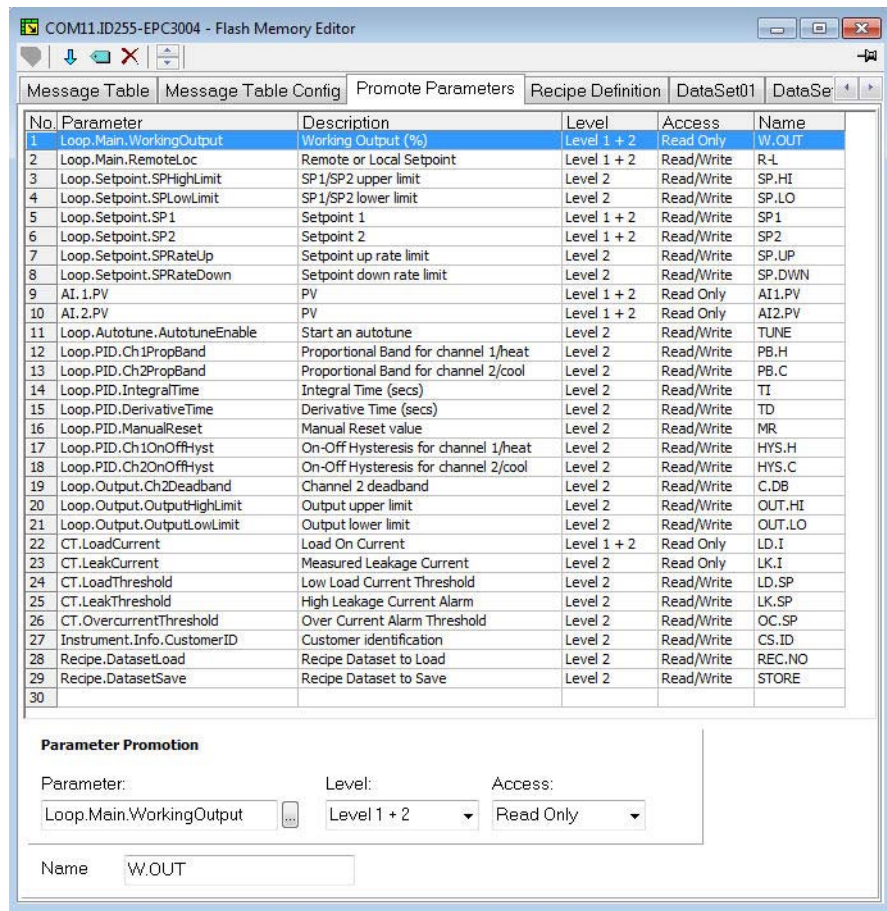 COM11.ID255-EPC3004 - Flash Memory Editor
Message Table Message Table Config Promote Parameters Recipe Definition DataSet01 DataSe
No. Parameter Description Level Access Name
1 Loop.Main.WorkingOutput Working Output (%) Level 1 + 2 Read Only W.OUT
2 Loop.Main.RemoteLoc Remote or Local Setpoint Level 1 + 2 Read/Write R-L
3 Loop.Setpoint.SPHighLimit SP1/SP2 upper limit Level 2 Read/Write SP.HI
4 Loop.Setpoint.SPLowLimit SP1/SP2 lower limit Level 2 Read/Write SP.LO
5 Loop.Setpoint.SP1 Setpoint 1 Level 1 + 2 Read/Write SP1
6 Loop.Setpoint.SP2 Setpoint 2 Level 1 + 2 Read/Write SP2
7 Loop.Setpoint.SPRateUp Setpoint up rate limit Level 2 Read/Write SP.UP
8 Loop.Setpoint.SPRateDown Setpoint down rate limit Level 2 Read/Write SP.DWN
9 AI.1.PV PV Level 1 + 2 Read Only AI1.PV
10 AI.2.PV PV Level 1 + 2 Read Only AI2.PV
11 Loop.Autotune.AutotuneEnable Start an autotune Level 2 Read/Write TUNE
12 Loop.PID.Ch1PropBand Proportional Band for channel 1/heat Level 2 Read/Write PB.H
13 Loop.PID.Ch2PropBand Proportional Band for channel 2/cool Level 2 Read/Write PB.C
14 Loop.PID.IntegralTime Integral Time (secs) Level 2 Read/Write TI
15 Loop.PID.DerivativeTime Derivative Time (secs) Level 2 Read/Write TD
16 Loop.PID.ManualReset Manual Reset value Level 2 Read/Write MR
17 Loop.PID.Ch1OnOffHyst On-Off Hysteresis for channel 1/heat Level 2 Read/Write HYS.H
18 Loop.PID.Ch2OnOffHyst On-Off Hysteresis for channel 2/cool Level 2 Read/Write HYS.C
19 Loop.Output.Ch2Deadband Channel 2 deadband Level 2 Read/Write C.DB
20 Loop.Output.OutputHighLimit Output upper limit Level 2 Read/Write OUT.HI
21 Loop.Output.OutputLowLimit Output lower limit Level 2 Read/Write OUT.LO
22 CT.LoadCurrent Load On Current Level 1 + 2 Read Only LD.I
23 CT.LeakCurrent Measured Leakage Current Level 2 Read Only LK.I
24 CT.LoadThreshold Low Load Current Threshold Level 2 Read/Write LD.SP
25 CT.LeakThreshold High Leakage Current Alarm Level 2 Read/Write LK.SP
26 CT.OvercurrentThreshold Over Current Alarm Threshold Level 2 Read/Write OC.SP
27 Instrument.Info.CustomerID Customer identification Level 2 Read/Write CS.ID
28 Recipe.DatasetLoad Recipe Dataset to Load Level 2 Read/Write REC.NO
29 Recipe.DatasetSave Recipe Dataset to Save Level 2 Read/Write STORE
30
Parameter Promotion
Parameter: Level: Access:
Loop.Main.WorkingOutput ... Level 1 + 2 Read Only
Name W.OUT